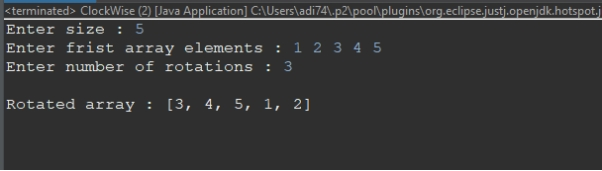 <terminated> ClockWise (2) [Java Application] C:\Users\adi74\.p2\pool\plugins\org.eclipse.justj.openjdk.hotspot.j
Enter size : 5
Enter frist array elements : 1 2 3 4 5
Enter number of rotations : 3
Rotated array : [3, 4, 5, 1, 2]